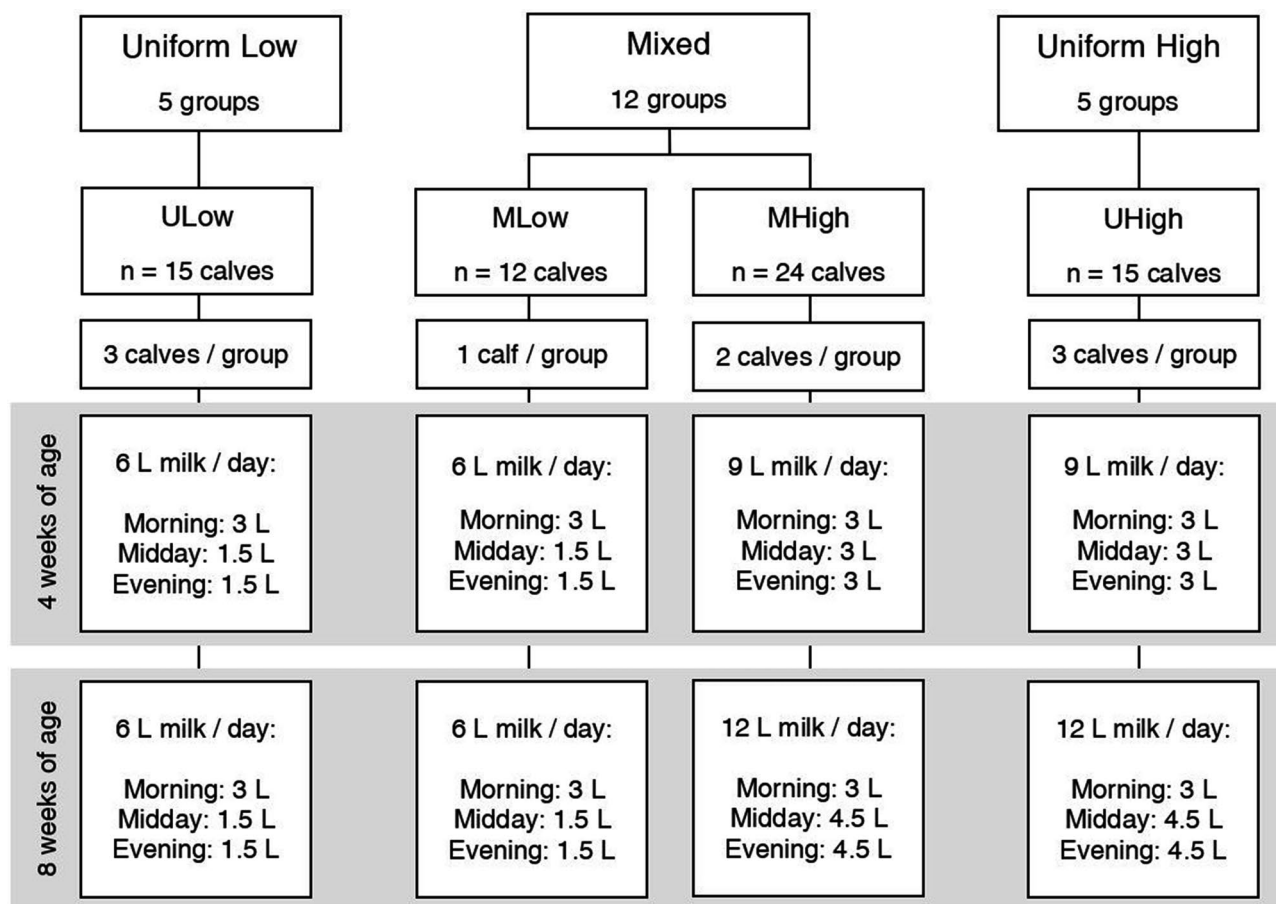 Uniform Low
5 groups
Mixed
12 groups
Uniform High
5 groups
ULow
n = 15 calves
MLow
n = 12 calves
MHigh
n = 24 calves
UHigh
n = 15 calves
3 calves / group
1 calf / group
2 calves / group
3 calves / group
4 weeks of age
6 L milk / day:
Morning: 3 L
Midday: 1.5 L
Evening: 1.5 L
6 L milk / day:
Morning: 3 L
Midday: 1.5 L
Evening: 1.5 L
9 L milk / day:
Morning: 3 L
Midday: 3 L
Evening: 3 L
9 L milk / day:
Morning: 3 L
Midday: 3 L
Evening: 3 L
8 weeks of age
6 L milk / day:
Morning: 3 L
Midday: 1.5 L
Evening: 1.5 L
6 L milk / day:
Morning: 3 L
Midday: 1.5 L
Evening: 1.5 L
12 L milk / day:
Morning: 3 L
Midday: 4.5 L
Evening: 4.5 L
12 L milk / day:
Morning: 3 L
Midday: 4.5 L
Evening: 4.5 L